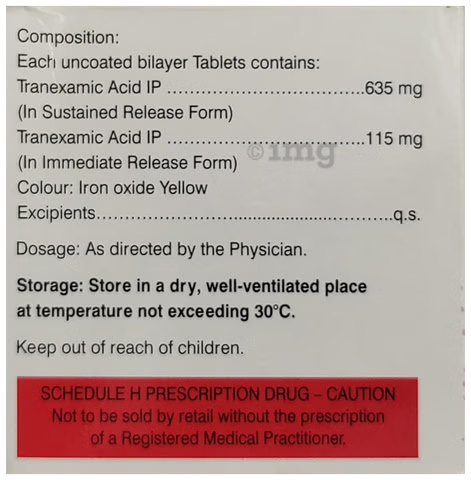 Composition:
Each uncoated bilayer Tablets contains:
Tranexamic Acid IP ........................................635 mg
(In Sustained Release Form)
Tranexamic Acid IP ........................................115 mg
© img
(In Immediate Release Form)
Colour: Iron oxide Yellow
Excipients.............................................................q.s.
Dosage: As directed by the Physician.
Storage: Store in a dry, well-ventilated place
at temperature not exceeding 30°C.
Keep out of reach of children.
SCHEDULE H PRESCRIPTION DRUG – CAUTION
Not to be sold by retail without the prescription
of a Registered Medical Practitioner.